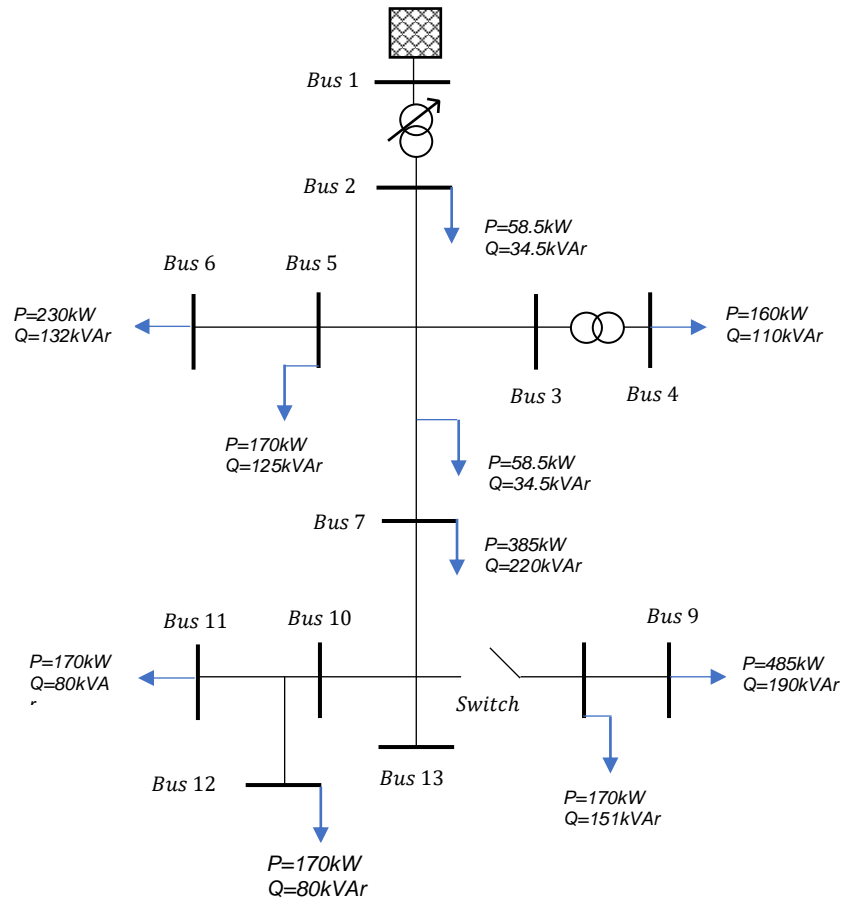 Bus 1
Bus 2
P=58.5kW
Q=34.5kVAr
Bus 6
Bus 5
P=230kW
Q=132kVAr
P=160kW
Q=110kVAr
Bus 3
Bus 4
P=170kW
Q=125kVAr
P=58.5kW
Q=34.5kVAr
Bus 7
P=385kW
Q=220kVAr
Bus 11
Bus 10
Bus 9
P=170kW
Q=80kVA
r
P=485kW
Q=190kVAr
Switch
Bus 12
Bus 13
P=170kW
Q=151kVAr
P=170kW
Q=80kVAr